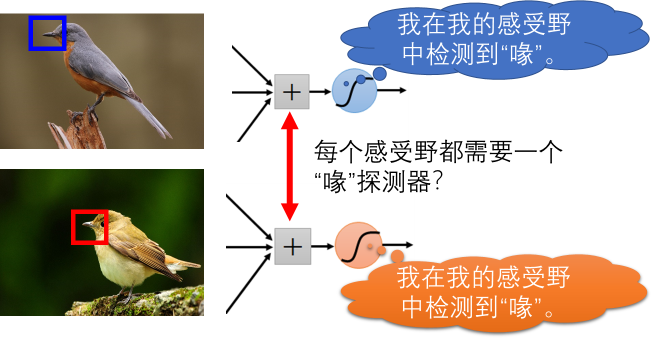 我在我的感受野
中检测到“喙”。
+
每个感受野都需要一个
“喙”探测器?
+
我在我的感受野
中检测到“喙”。